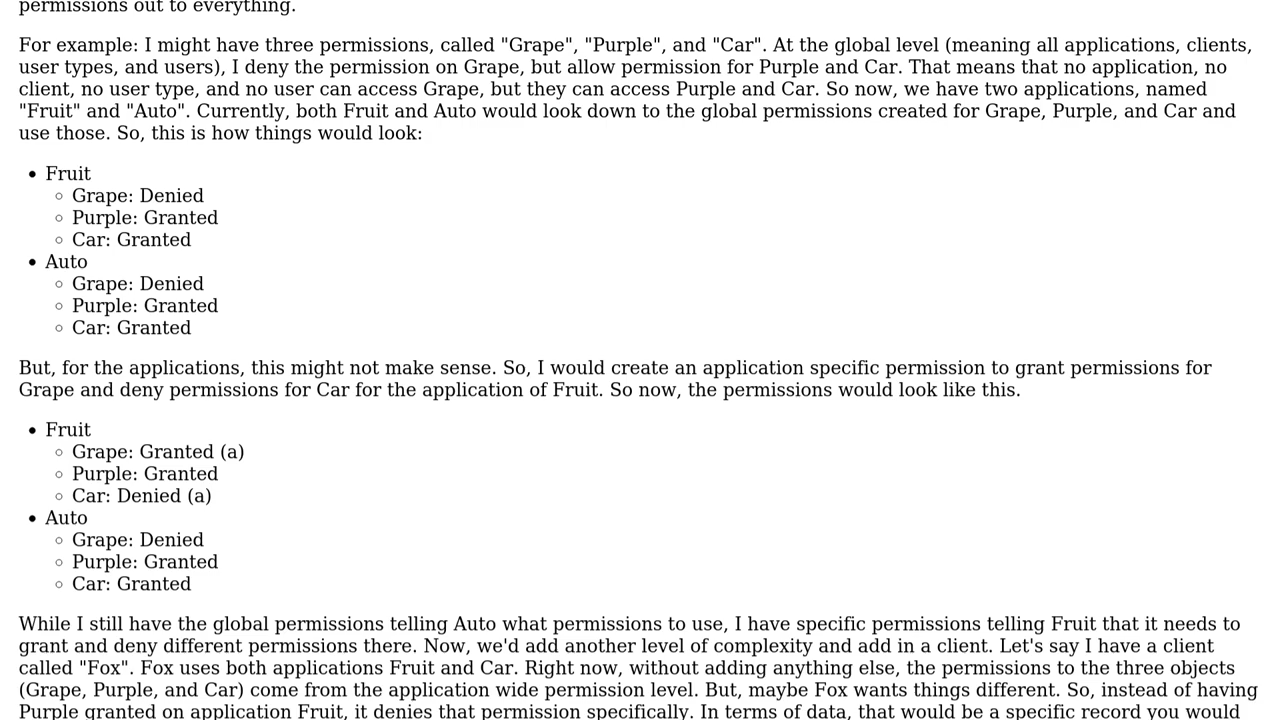 permissions out to everything.
For example: I might have three permissions, called "Grape", "Purple", and "Car". At the global level (meaning all applications, clients,
user types, and users), I deny the permission on Grape, but allow permission for Purple and Car. That means that no application, no
client, no user type, and no user can access Grape, but they can access Purple and Car. So now, we have two applications, named
"Fruit" and "Auto". Currently, both Fruit and Auto would look down to the global permissions created for Grape, Purple, and Car and
use those. So, this is how things would look:
• Fruit
◦ Grape: Denied
◦ Purple: Granted
◦ Car: Granted
• Auto
◦ Grape: Denied
◦ Purple: Granted
◦ Car: Granted
But, for the applications, this might not make sense. So, I would create an application specific permission to grant permissions for
Grape and deny permissions for Car for the application of Fruit. So now, the permissions would look like this.
• Fruit
◦ Grape: Granted (a)
◦ Purple: Granted
◦ Car: Denied (a)
• Auto
◦ Grape: Denied
◦ Purple: Granted
◦ Car: Granted
While I still have the global permissions telling Auto what permissions to use, I have specific permissions telling Fruit that it needs to
grant and deny different permissions there. Now, we'd add another level of complexity and add in a client. Let's say I have a client
called "Fox". Fox uses both applications Fruit and Car. Right now, without adding anything else, the permissions to the three objects
(Grape, Purple, and Car) come from the application wide permission level. But, maybe Fox wants things different. So, instead of having
Purple granted on application Fruit, it denies that permission specifically. In terms of data, that would be a specific record you would